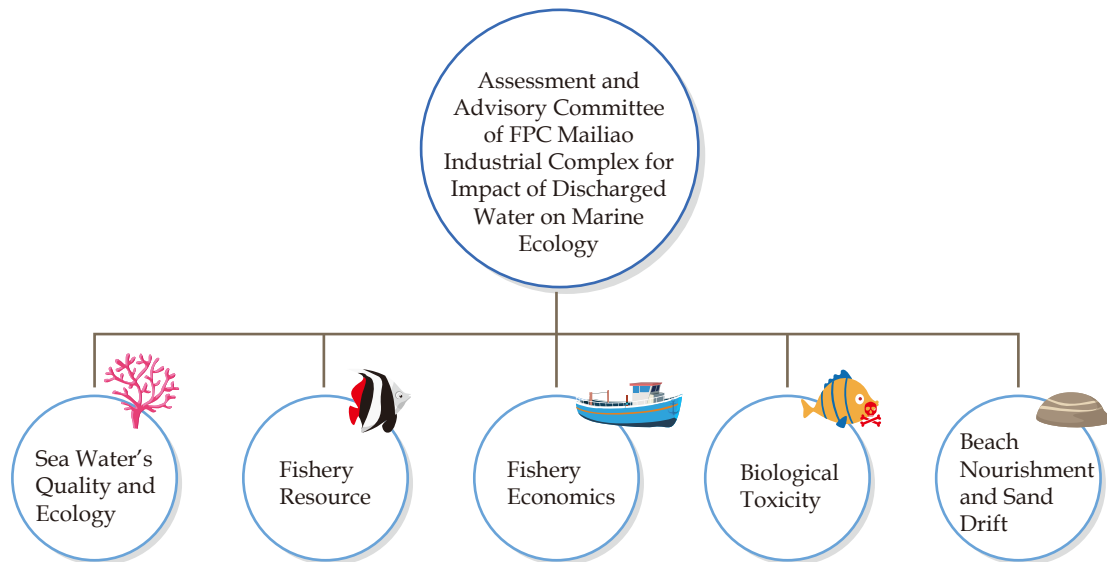 Assessment and
Advisory Committee
of FPC Mailiao
Industrial Complex for
Impact of Discharged
Water on Marine
Ecology
Sea Water’s
Quality and
Ecology
Fishery
Resource
Fishery
Economics
Biological
Toxicity
Beach
Nourishment
and Sand
Drift